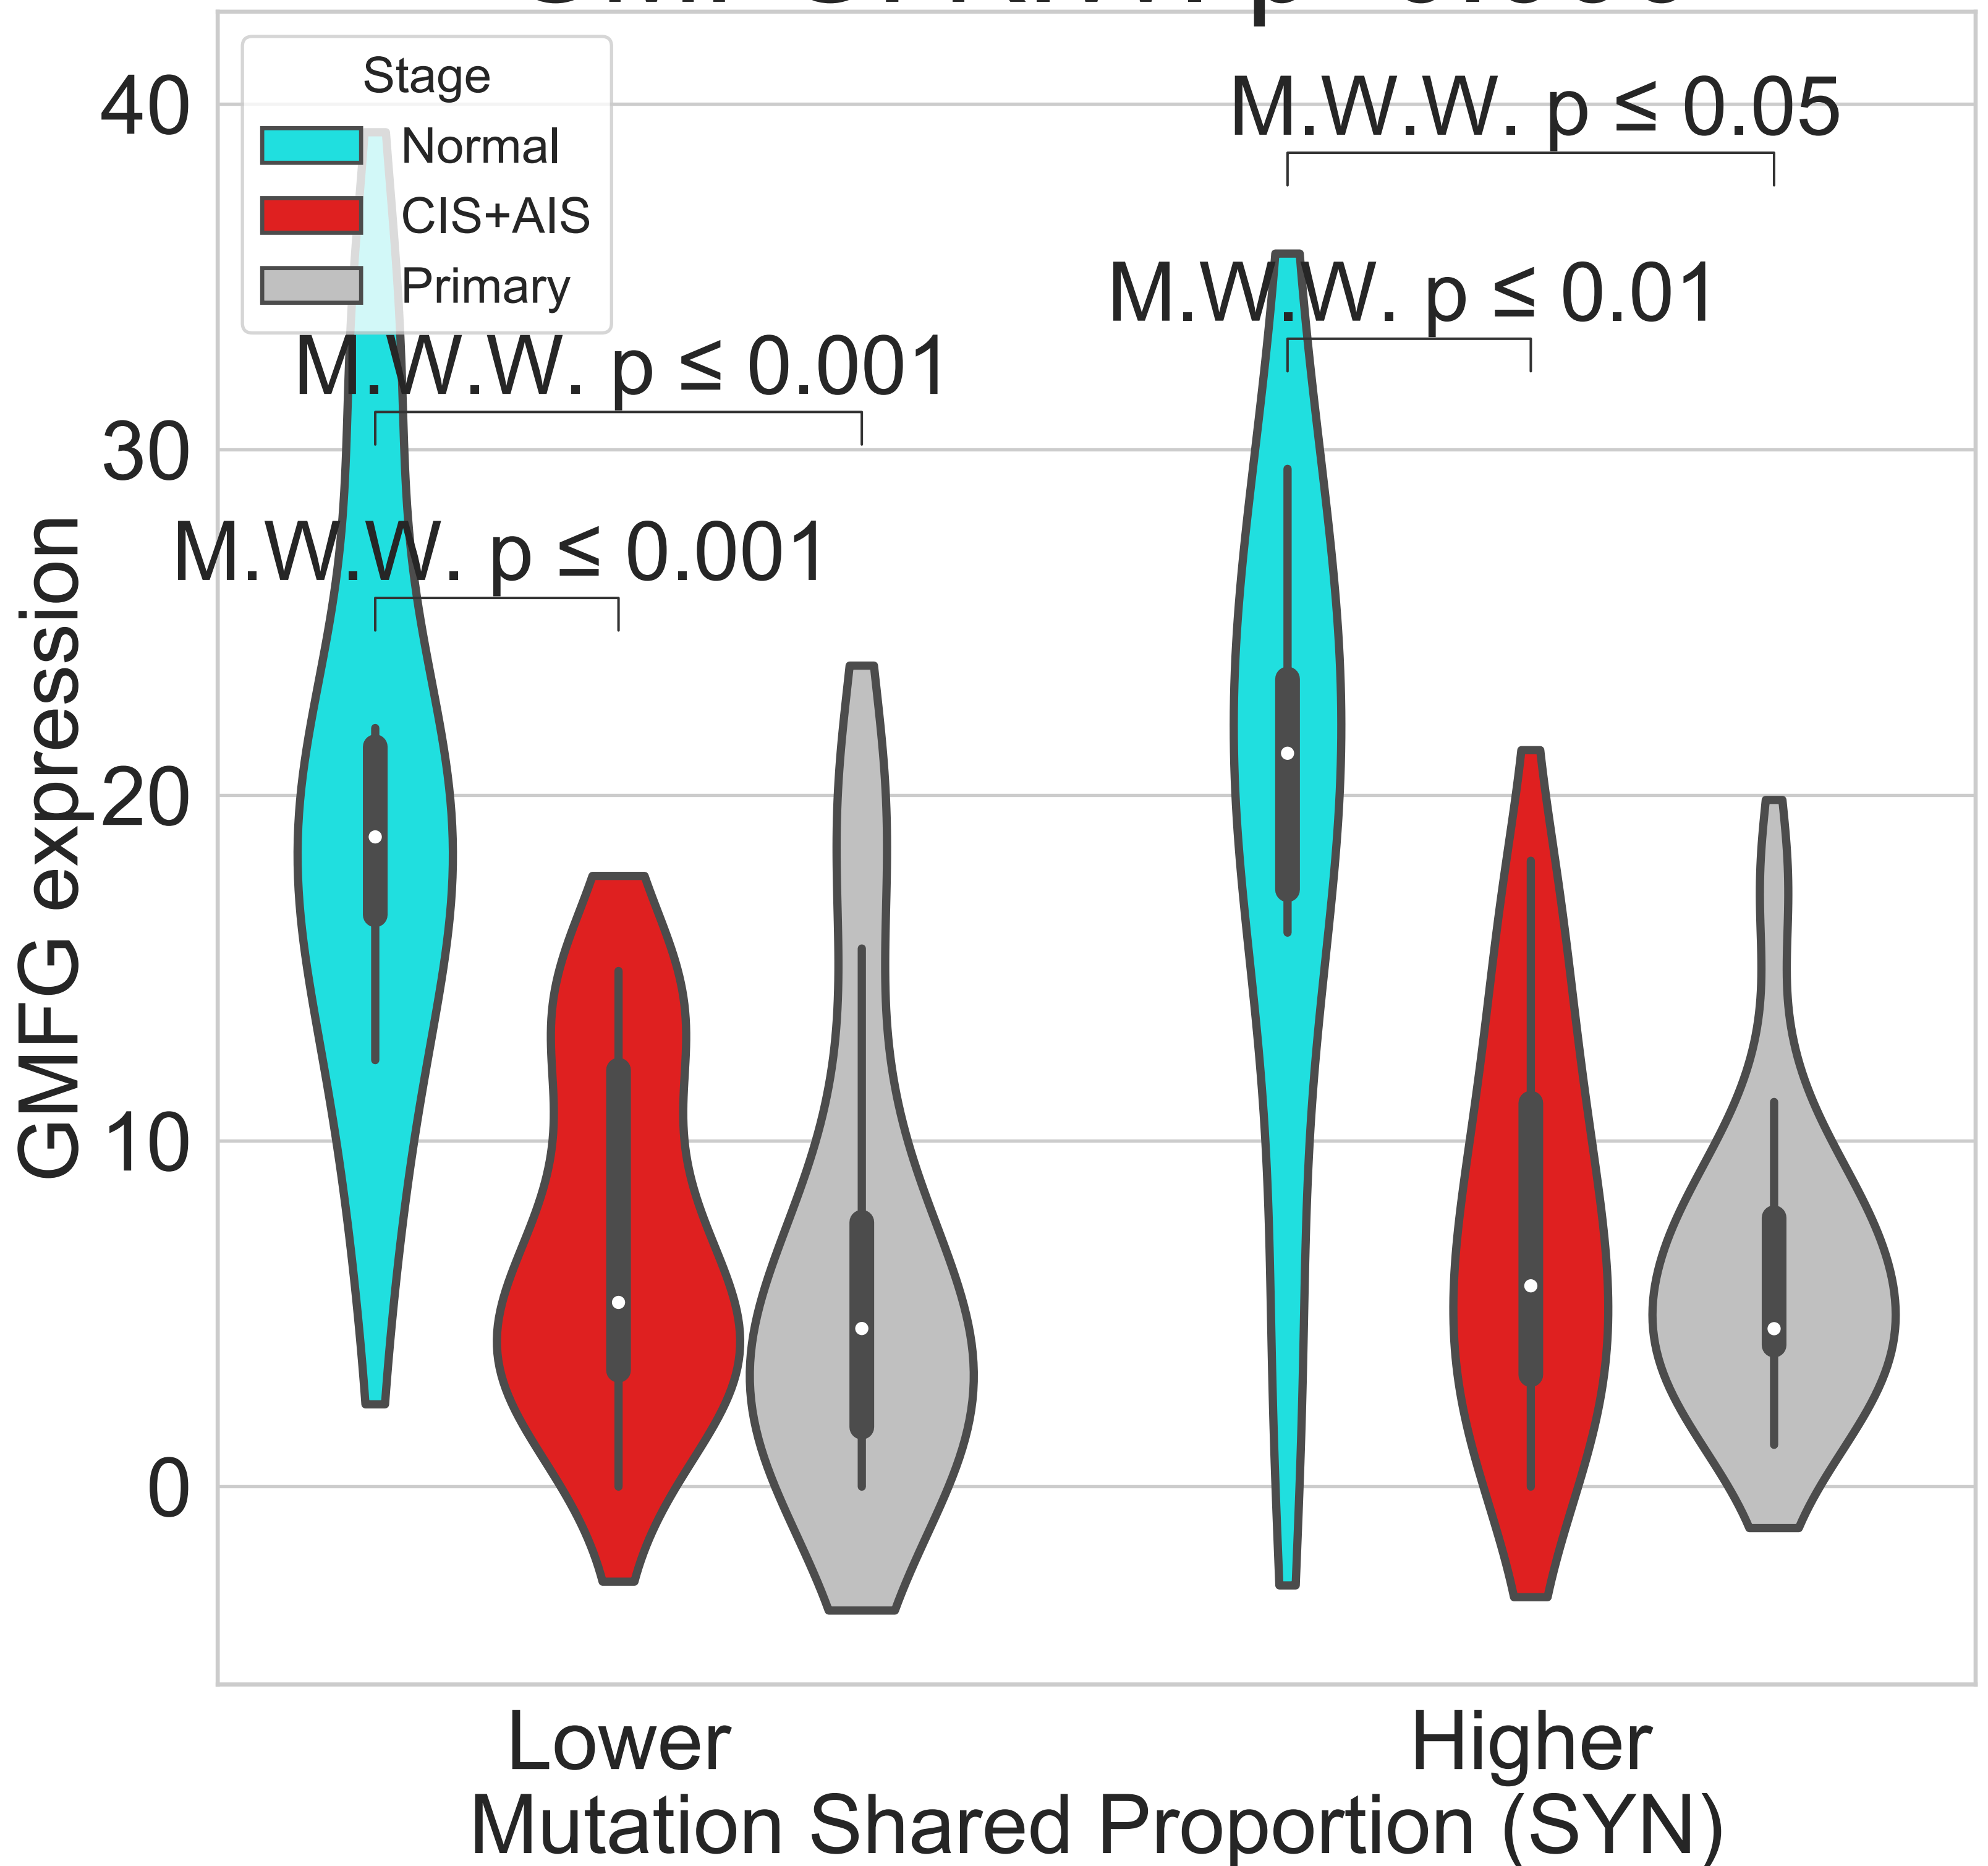 Stage
Normal
CIS+AIS
Primary
M.W.W. p ≤ 0.05
M.W.W. p ≤ 0.01
M.W.W. p ≤ 0.001
M.W.W. p ≤ 0.001
40
30
20
10
0
GMFG expression
Lower
Higher
Mutation Shared Proportion (SYN)